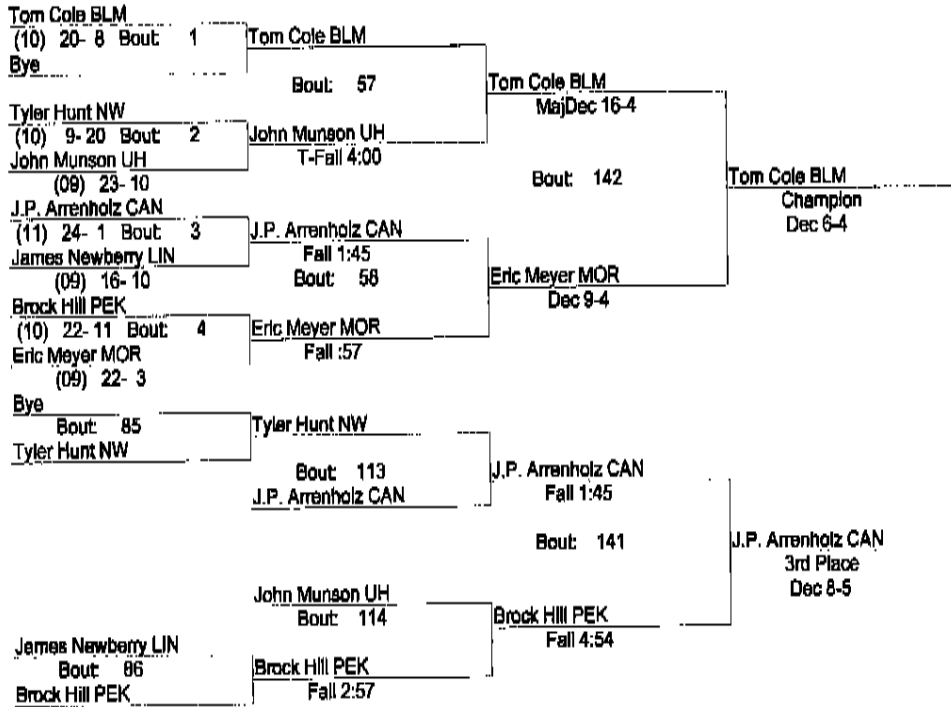 Tom Cole BLM
(10) 20- 8 Bout: 1
Bye
Tom Cole BLM
Bout: 57
Tyler Hunt NW
(10) 9-20 Bout: 2
John Munson UH
(09) 23-10
John Munson UH
T-Fall 4:00
Tom Cole BLM
MajDec 16-4
Bout: 142
J.P. Arrenholz CAN
(11) 24- 1 Bout: 3
James Newberry LIN
(09) 16-10
J.P. Arrenholz CAN
Fall 1:45
Bout: 58
Brock Hill PEK
(10) 22-11 Bout: 4
Eric Meyer MOR
(09) 22- 3
Eric Meyer MOR
Fall :57
Eric Meyer MOR
Dec 9-4
Tom Cole BLM
Champion
Dec 6-4
Bye
Bout: 85
Tyler Hunt NW
Tyler Hunt NW
Bout: 113
J.P. Arrenholz CAN
J.P. Arrenholz CAN
Fall 1:45
Bout: 141
John Munson UH
Bout: 114
James Newberry LIN
Bout: 86
Brock Hill PEK
Brock Hill PEK
Fall 2:57
Brock Hill PEK
Fall 4:54
J.P. Arrenholz CAN
3rd Place
Dec 8-5